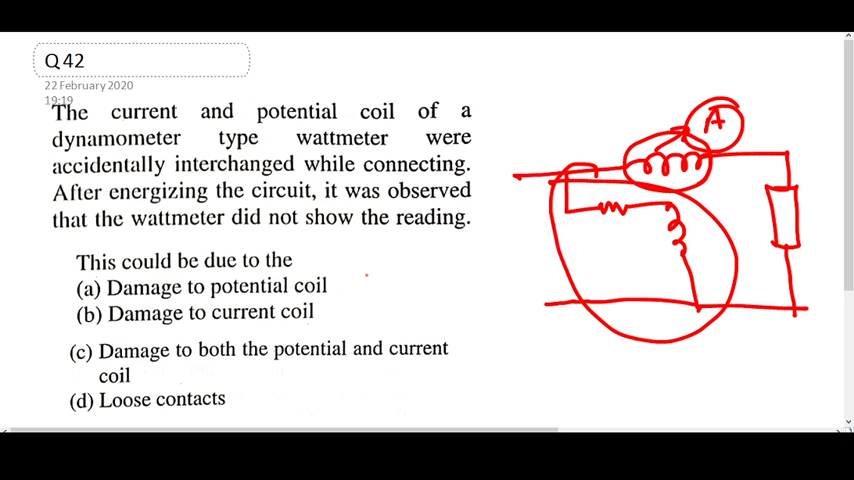 Q 42
22 February 2020
19:19
The current and potential coil of a
dynamometer type wattmeter were
accidentally interchanged while connecting.
After energizing the circuit, it was observed
that the wattmeter did not show the reading.
This could be due to the
(a) Damage to potential coil
(b) Damage to current coil
(c) Damage to both the potential and current
coil
(d) Loose contacts
A